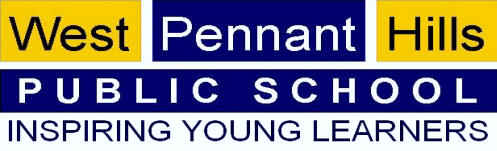 West Pennant Hills
PUBLIC SCHOOL
INSPIRING YOUNG LEARNERS